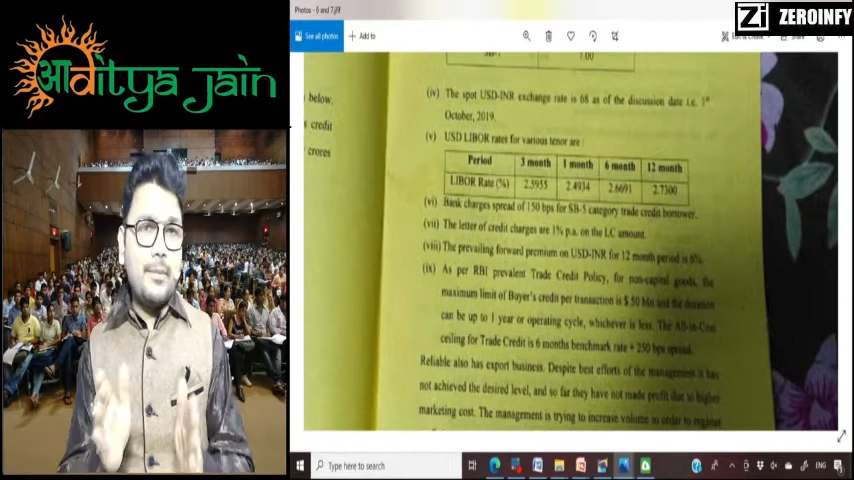 Photos - 6 and 7.jfif
ZEROINFY
आditya jain
See all photos
Add to
Edit & Create
Share
1.00
below,
credit
crores
(iv) The spot USD-INR exchange rate is 68 as of the discussion date i.e. 1st
October, 2019.
(v) USD LIBOR rates for various tenor are :
Period 3 month 1 month 6 month 12 month
LIBOR Rate (%) 2.5955 2.4934 2.6691 2.7300
(vi) Bank charges spread of 150 bps for SB-5 category trade credit borrower.
(vii) The letter of credit charges are 1% p.a. on the LC amount.
(viii) The prevailing forward premium on USD-INR for 12 month period is 6%.
(ix) As per RBI prevalent Trade Credit Policy, for non-capital goods, the
maximum limit of Buyer's credit per transaction is $ 50 Mn and the duration
can be up to 1 year or operating cycle, whichever is less. The All-in-Cost
ceiling for Trade Credit is 6 months benchmark rate + 250 bps spread.
Reliable also has export business. Despite best efforts of the management it has
not achieved the desired level, and so far they have not made profit due to higher
marketing cost. The management is trying to increase volume in order to
Type here to search
ENG